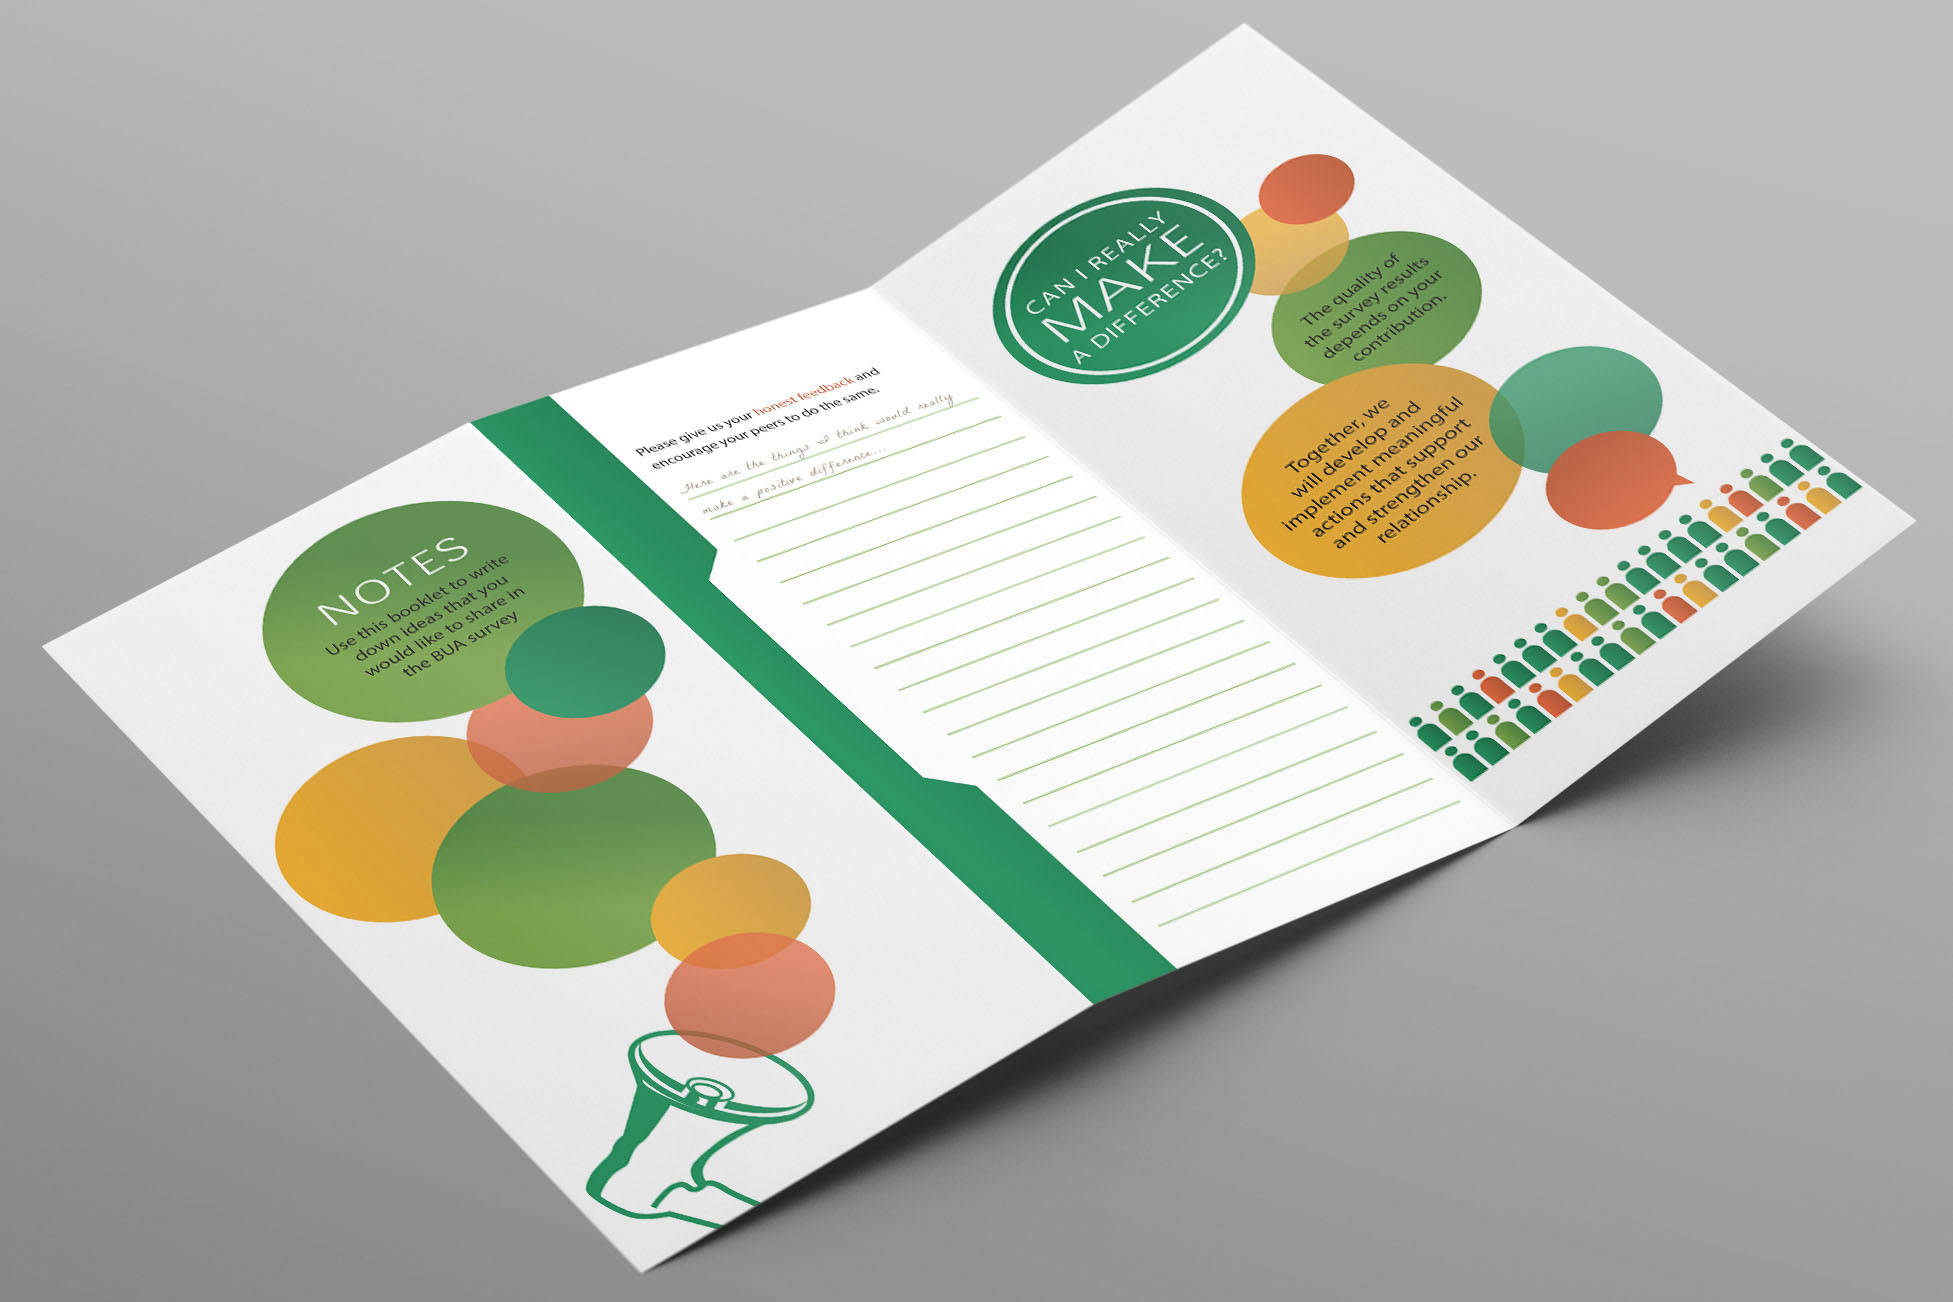 NOTES
Use this booklet to write
down ideas that you
would like to share in
the BUA survey
Please give us your honest feedback and
encourage your peers to do the same.
Here are the things I think would really
make a positive difference...
CAN I REALLY
MAKE
A DIFFERENCE?
The quality of
the survey results
depends on your
contribution.
Together, we
will develop and
implement meaningful
actions that support
and strengthen our
relationship.